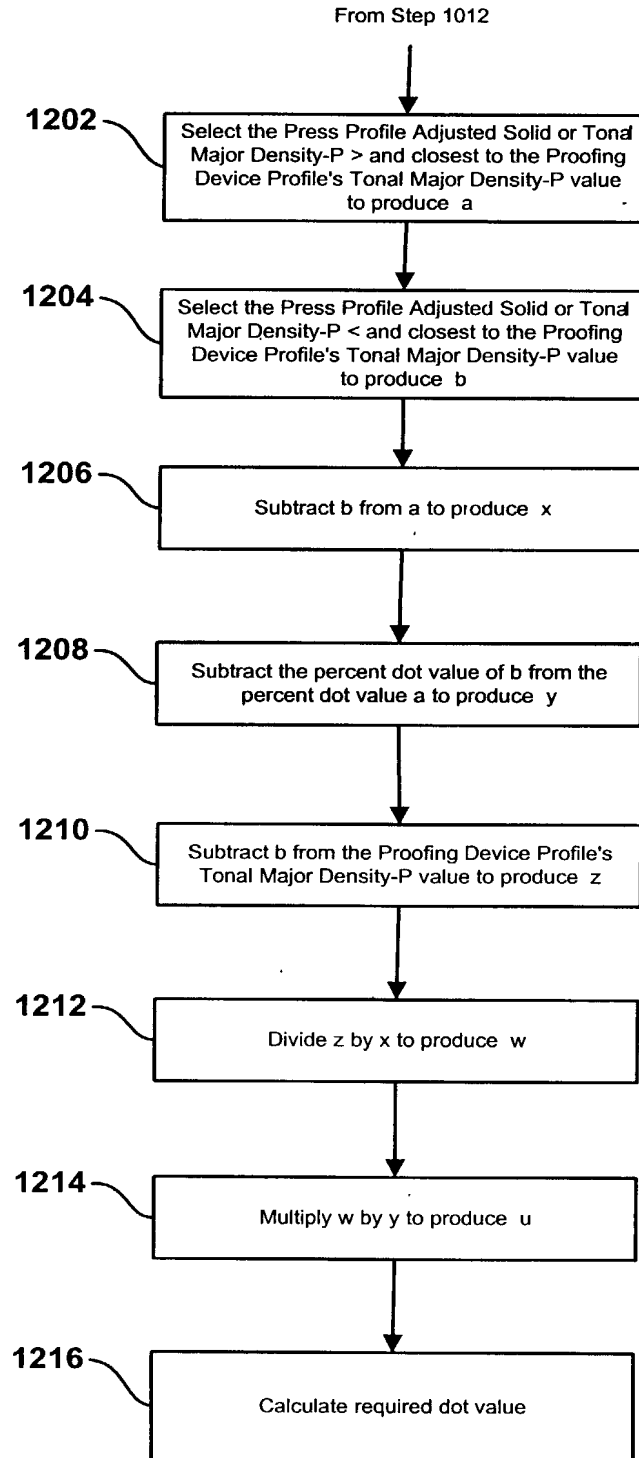 From Step 1012
1202
Select the Press Profile Adjusted Solid or Tonal
Major Density-P > and closest to the Proofing
Device Profile's Tonal Major Density-P value
to produce a
1204
Select the Press Profile Adjusted Solid or Tonal
Major Density-P < and closest to the Proofing
Device Profile's Tonal Major Density-P value
to produce b
1206
Subtract b from a to produce x
1208
Subtract the percent dot value of b from the
percent dot value a to produce y
1210
Subtract b from the Proofing Device Profile's
Tonal Major Density-P value to produce z
1212
Divide z by x to produce w
1214
Multiply w by y to produce u
1216
Calculate required dot value